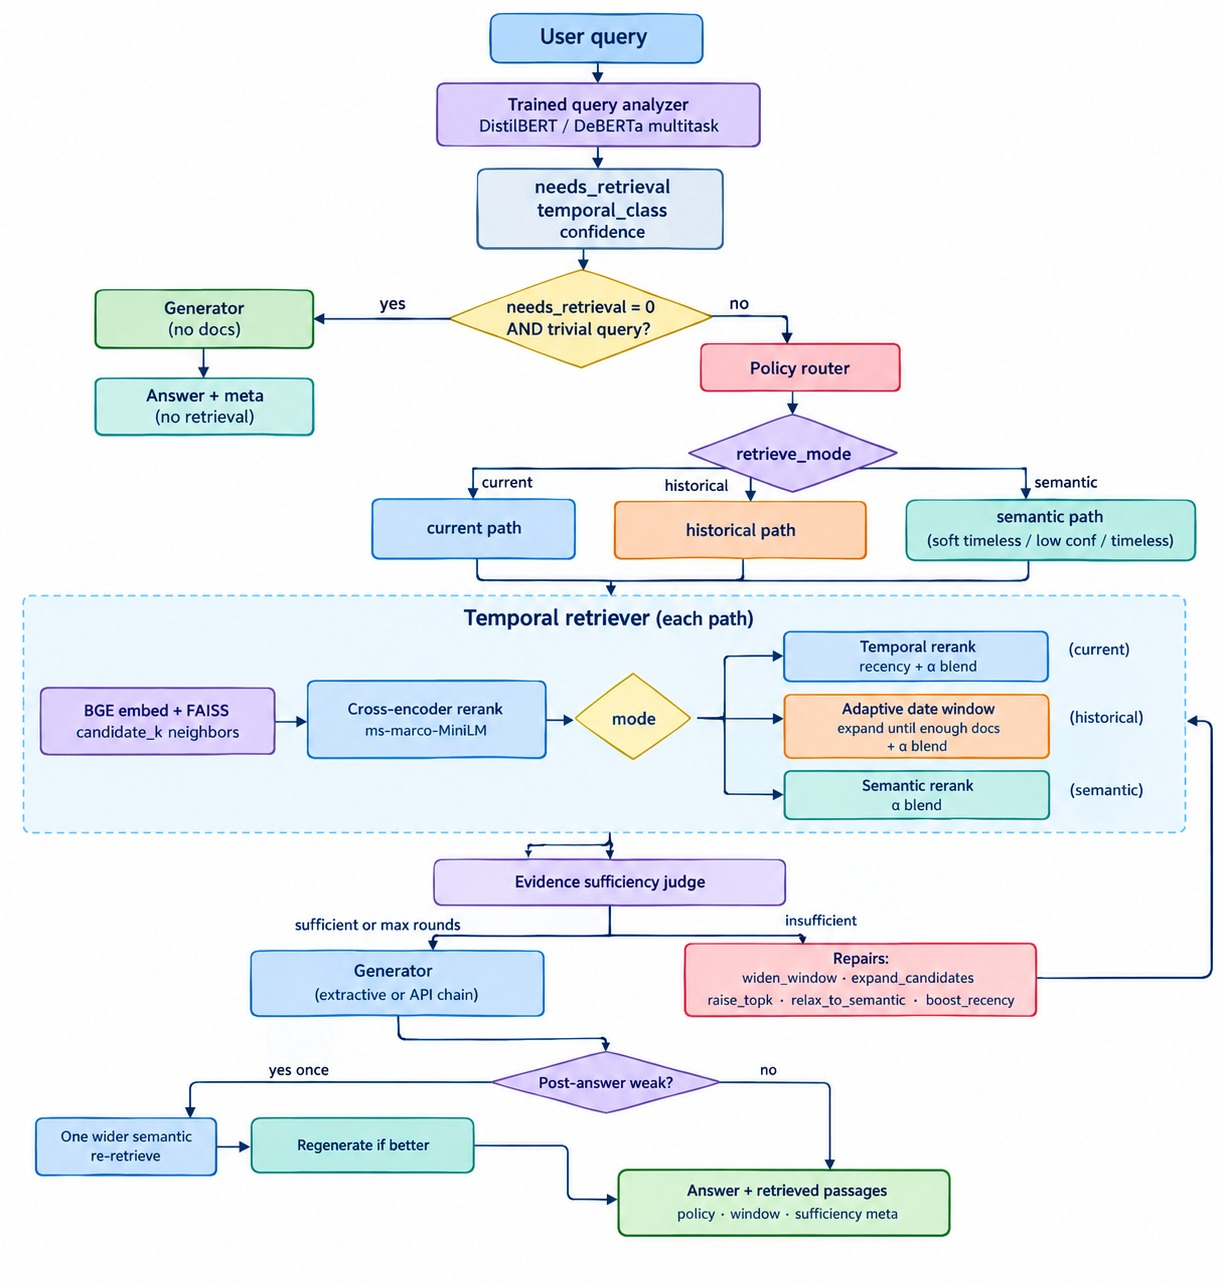 User query
Trained query analyzer
DistilBERT / DeBERTa multitask
needs_retrieval
temporal_class
confidence
needs_retrieval = 0
AND trivial query?
yes
no
Generator
(no docs)
Answer + meta
(no retrieval)
Policy router
retrieve_mode
current
historical
semantic
current path
historical path
semantic path
(soft timeless / low conf / timeless)
Temporal retriever (each path)
BGE embed + FAISS
candidate_k neighbors
Cross-encoder rerank
ms-marco-MiniLM
mode
Temporal rerank
recency + α blend
(current)
Adaptive date window
expand until enough docs
+ α blend
(historical)
Semantic rerank
α blend
(semantic)
Evidence sufficiency judge
sufficient or max rounds
insufficient
Generator
(extractive or API chain)
Repairs:
widen_window · expand_candidates
raise_topk · relax_to_semantic · boost_recency
Post-answer weak?
yes once
no
One wider semantic
re-retrieve
Regenerate if better
Answer + retrieved passages
policy · window · sufficiency meta